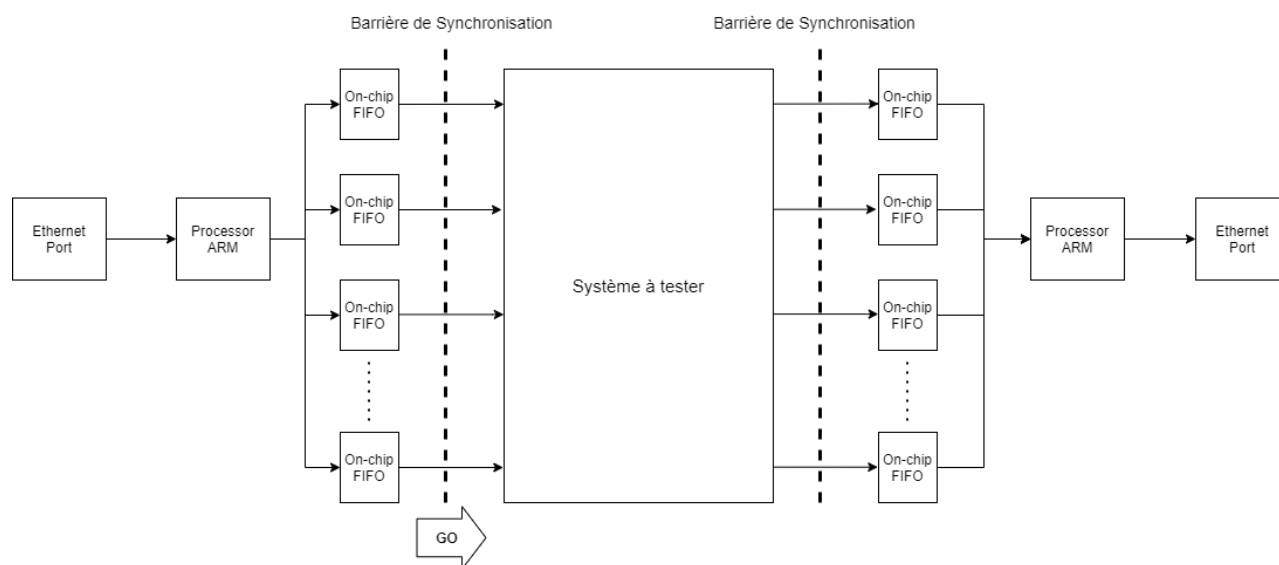 Barrière de Synchronisation
Barrière de Synchronisation
On-chip
FIFO
On-chip
FIFO
On-chip
FIFO
On-chip
FIFO
Ethernet
Port
Processor
ARM
Système à tester
Processor
ARM
Ethernet
Port
On-chip
FIFO
On-chip
FIFO
On-chip
FIFO
On-chip
FIFO
GO